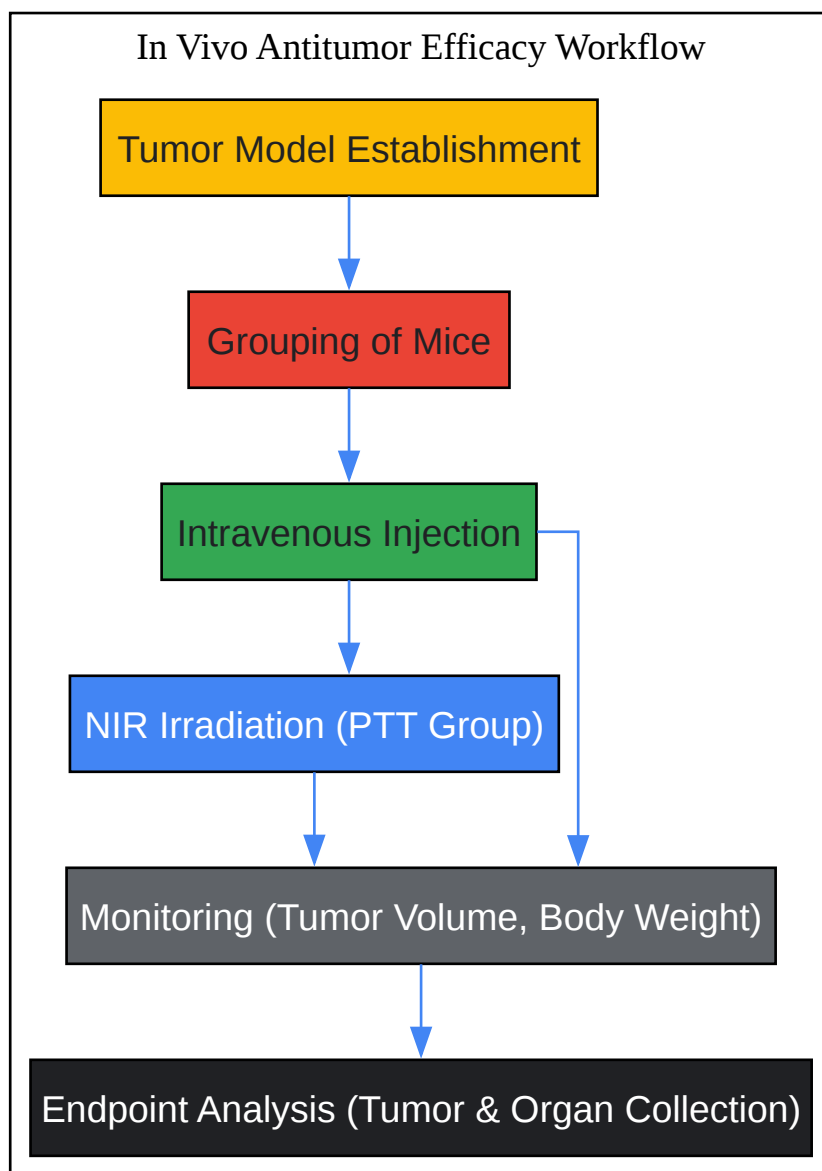 In Vivo Antitumor Efficacy Workflow
Tumor Model Establishment
Grouping of Mice
Intravenous Injection
NIR Irradiation (PTT Group)
Monitoring (Tumor Volume, Body Weight)
Endpoint Analysis (Tumor & Organ Collection)